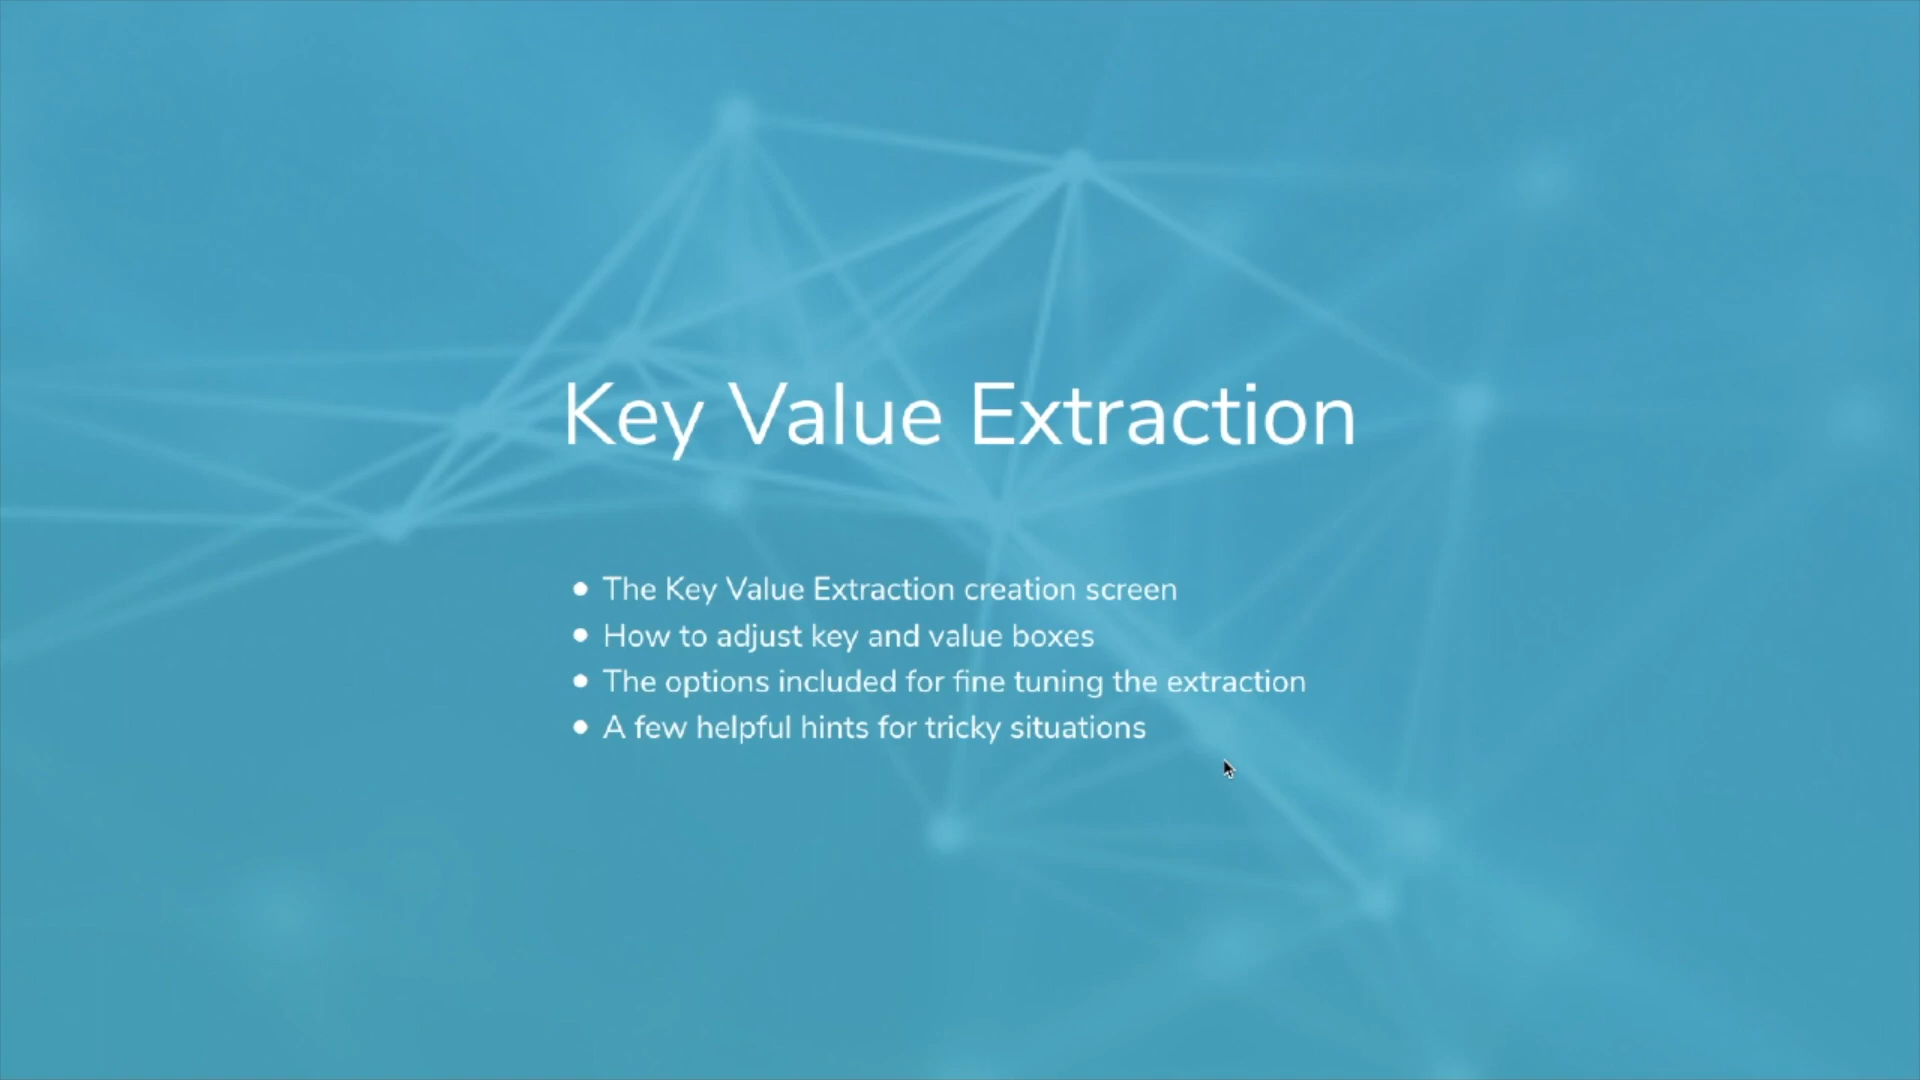 Key Value Extraction
• The Key Value Extraction creation screen
• How to adjust key and value boxes
• The options included for fine tuning the extraction
• A few helpful hints for tricky situations